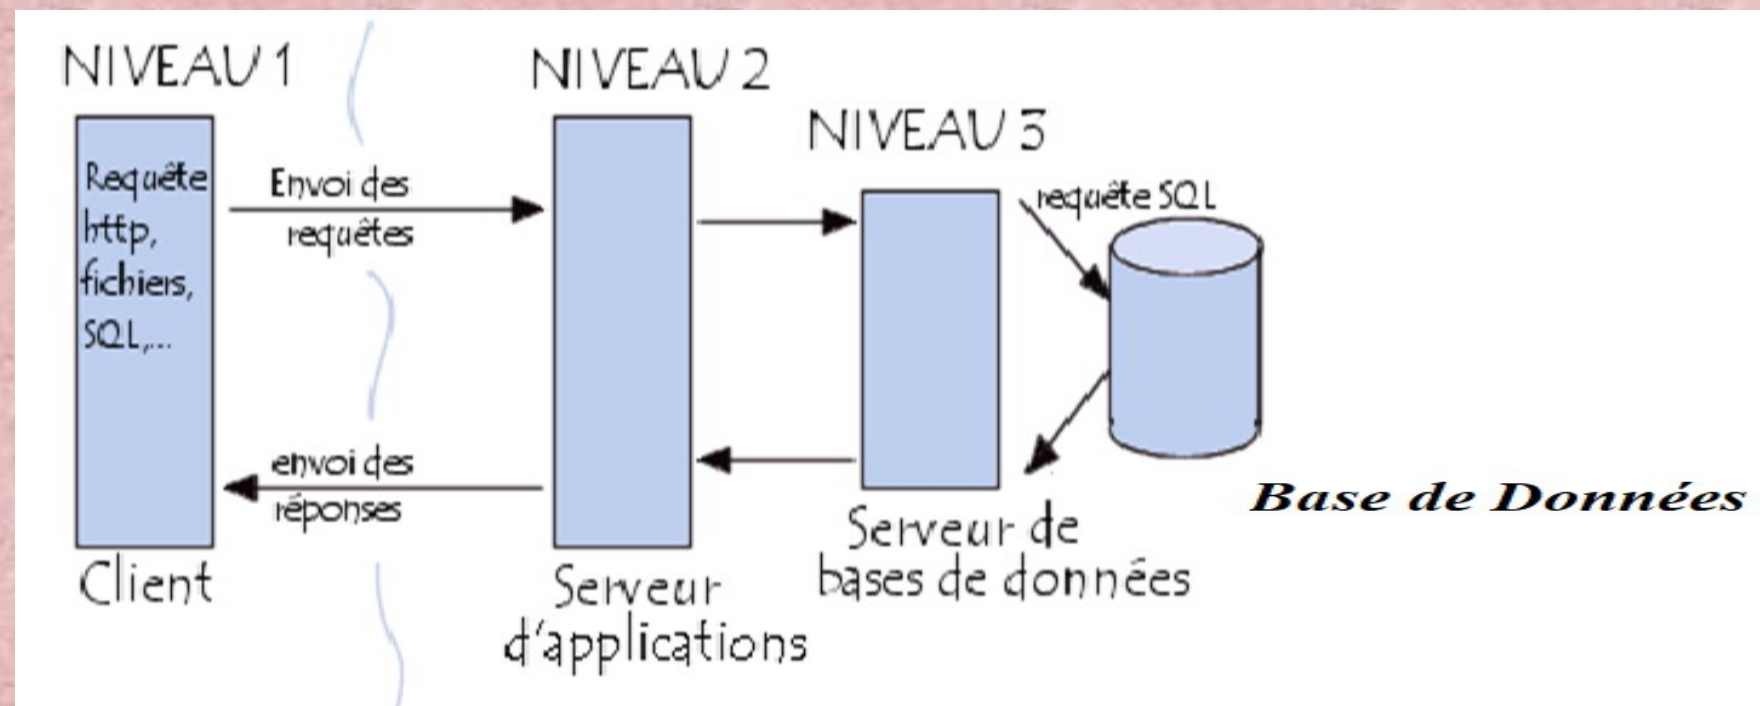 NIVEAU 1
Requête
http,
fichiers,
SQL,...
Client
Envoi des
requêtes
envoi des
réponses
NIVEAU 2
Serveur
d'applications
NIVEAU 3
Serveur de
bases de données
requête SQL
Base de Données